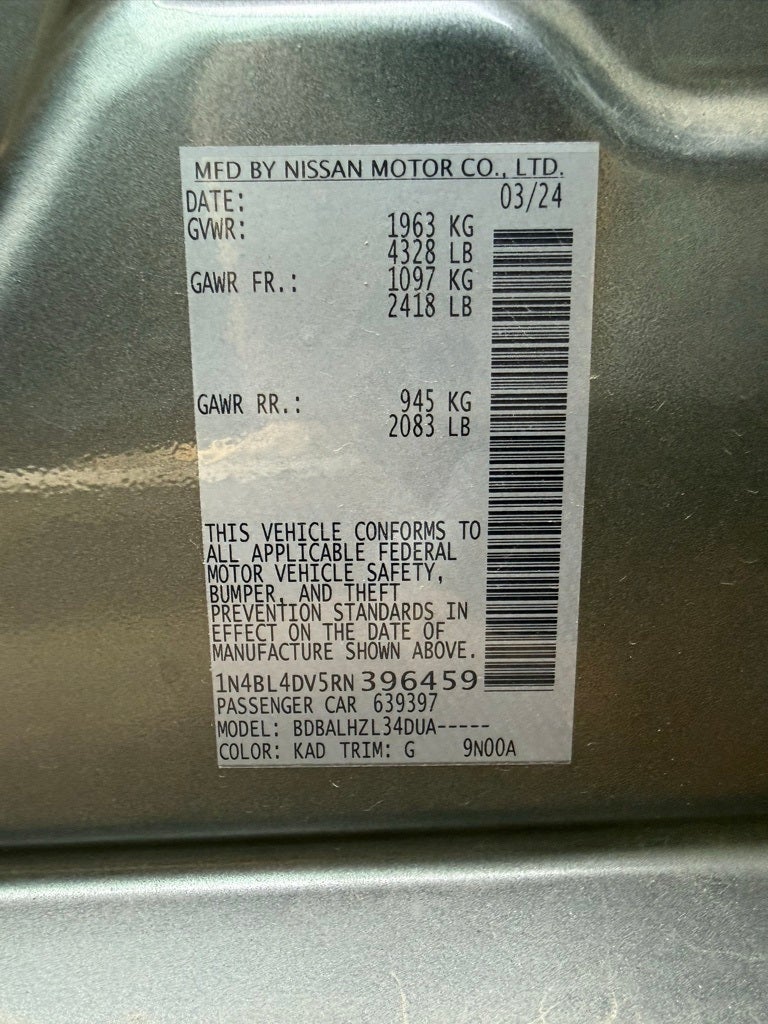 MFD BY NISSAN MOTOR CO., LTD.
DATE: 03/24
GVWR: 1963 KG
4328 LB
GAWR FR.: 1097 KG
2418 LB
GAWR RR.: 945 KG
2083 LB
THIS VEHICLE CONFORMS TO
ALL APPLICABLE FEDERAL
MOTOR VEHICLE SAFETY,
BUMPER, AND THEFT
PREVENTION STANDARDS IN
EFFECT ON THE DATE OF
MANUFACTURE SHOWN ABOVE.
1N4BL4DV5RN396459
PASSENGER CAR 639397
MODEL: BDBALHZL34DUA-----
COLOR: KAD TRIM: G 9N00A